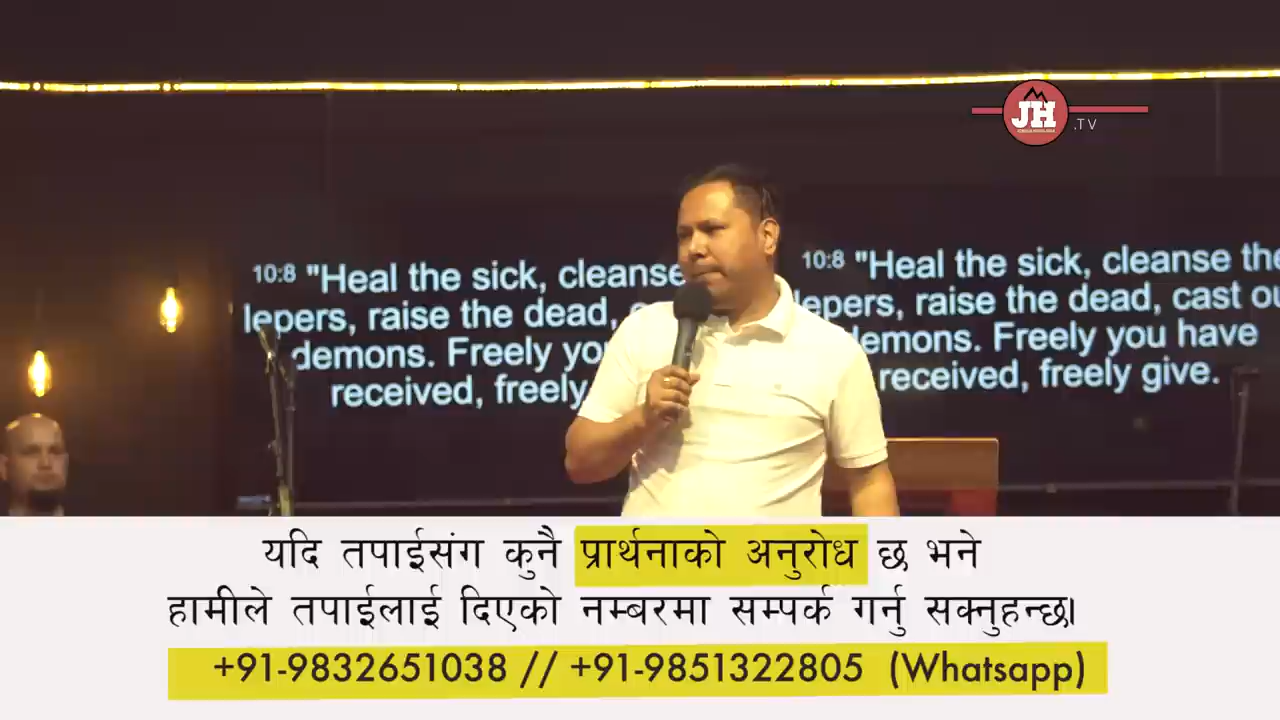 JH
.TV
10:8 "Heal the sick, cleanse
lepers, raise the dead,
demons. Freely
received, freely
10:8 "Heal the sick, cleanse the
lepers, raise the dead, cast
demons. Freely you have
received, freely give.
यदि तपाईसंग कुनै प्रार्थनाको अनुरोध छ भने
हामीले तपाईलाई दिएको नम्बरमा सम्पर्क गर्नु सक्नुहन्छ।
+91-9832651038 // +91-9851322805 (Whatsapp)